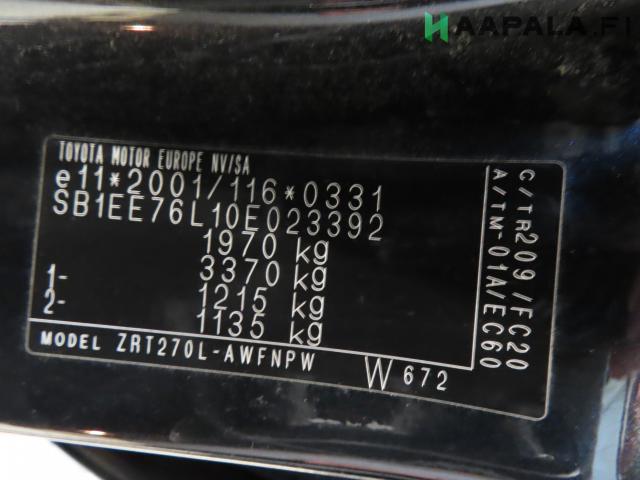 HAAPALA.FI
TOYOTA MOTOR EUROPE NV/SA
e11*2001/116*0331
SB1EE76L10E023392
1970 kg
1- 3370 kg
2- 1215 kg
1135 kg
MODEL ZRT270L-AWFNPW
W 672
C/TR209/FC20
A/TM-01A/EC60